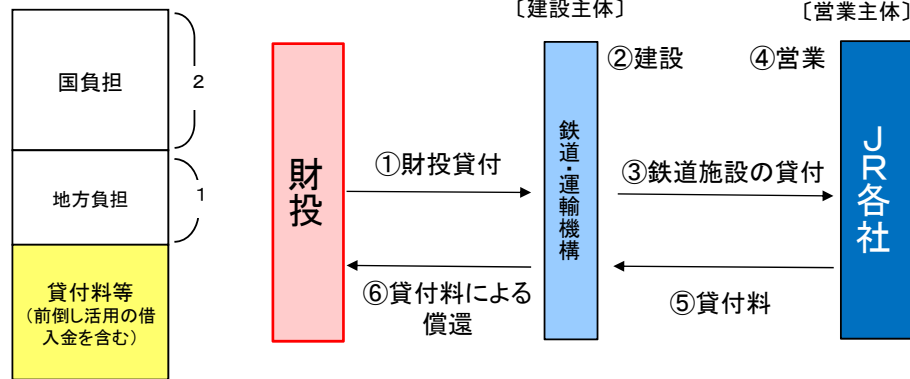 国負担
2
地方負担
1
貸付料等
（前倒し活用の借
入金を含む）
財投
①財投貸付
⑥貸付料による
償還
〔建設主体〕
②建設
鉄道・運輸機構
③鉄道施設の貸付
⑤貸付料
〔営業主体〕
④営業
JR各社